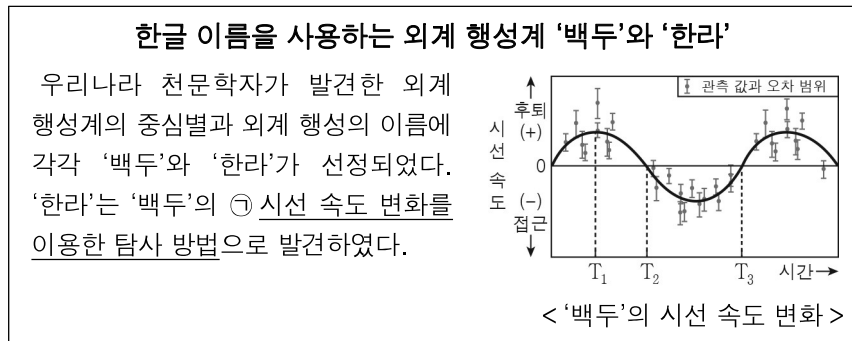 한글 이름을 사용하는 외계 행성계 ‘백두’와 ‘한라’
우리나라 천문학자가 발견한 외계
행성계의 중심별과 외계 행성의 이름에
각각 ‘백두’와 ‘한라’가 선정되었다.
‘한라’는 ‘백두’의 ㉠ 시선 속도 변화를
이용한 탐사 방법으로 발견하였다.
관측 값과 오차 범위
시선 속도
후퇴
(+)
0
(-)
접근
T₁ T₂ T₃ 시간→
< ‘백두’의 시선 속도 변화 >